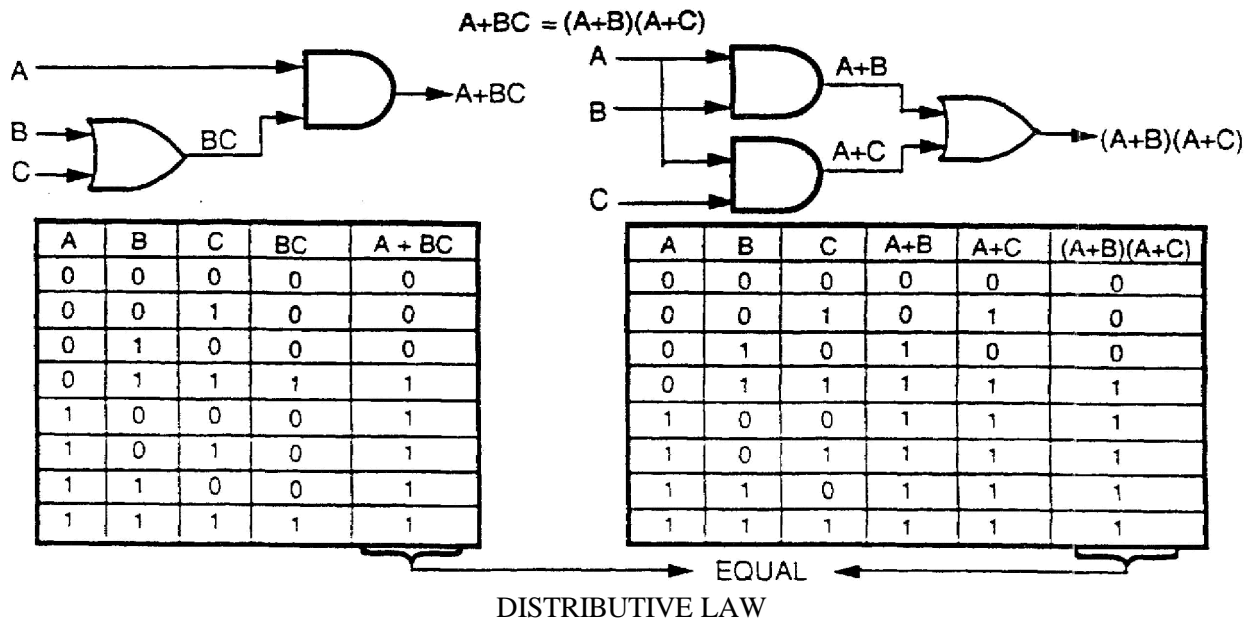 A+BC = (A+B)(A+C)
A
B
C
BC
A+BC
A
B
C
A+B
A+C
(A+B)(A+C)
A B C BC A + BC
0 0 0 0 0
0 0 1 0 0
0 1 0 0 0
0 1 1 1 1
1 0 0 0 1
1 0 1 0 1
1 1 0 0 1
1 1 1 1 1
A B C A+B A+C (A+B)(A+C)
0 0 0 0 0 0
0 0 1 0 1 0
0 1 0 1 0 0
0 1 1 1 1 1
1 0 0 1 1 1
1 0 1 1 1 1
1 1 0 1 1 1
1 1 1 1 1 1
EQUAL
DISTRIBUTIVE LAW